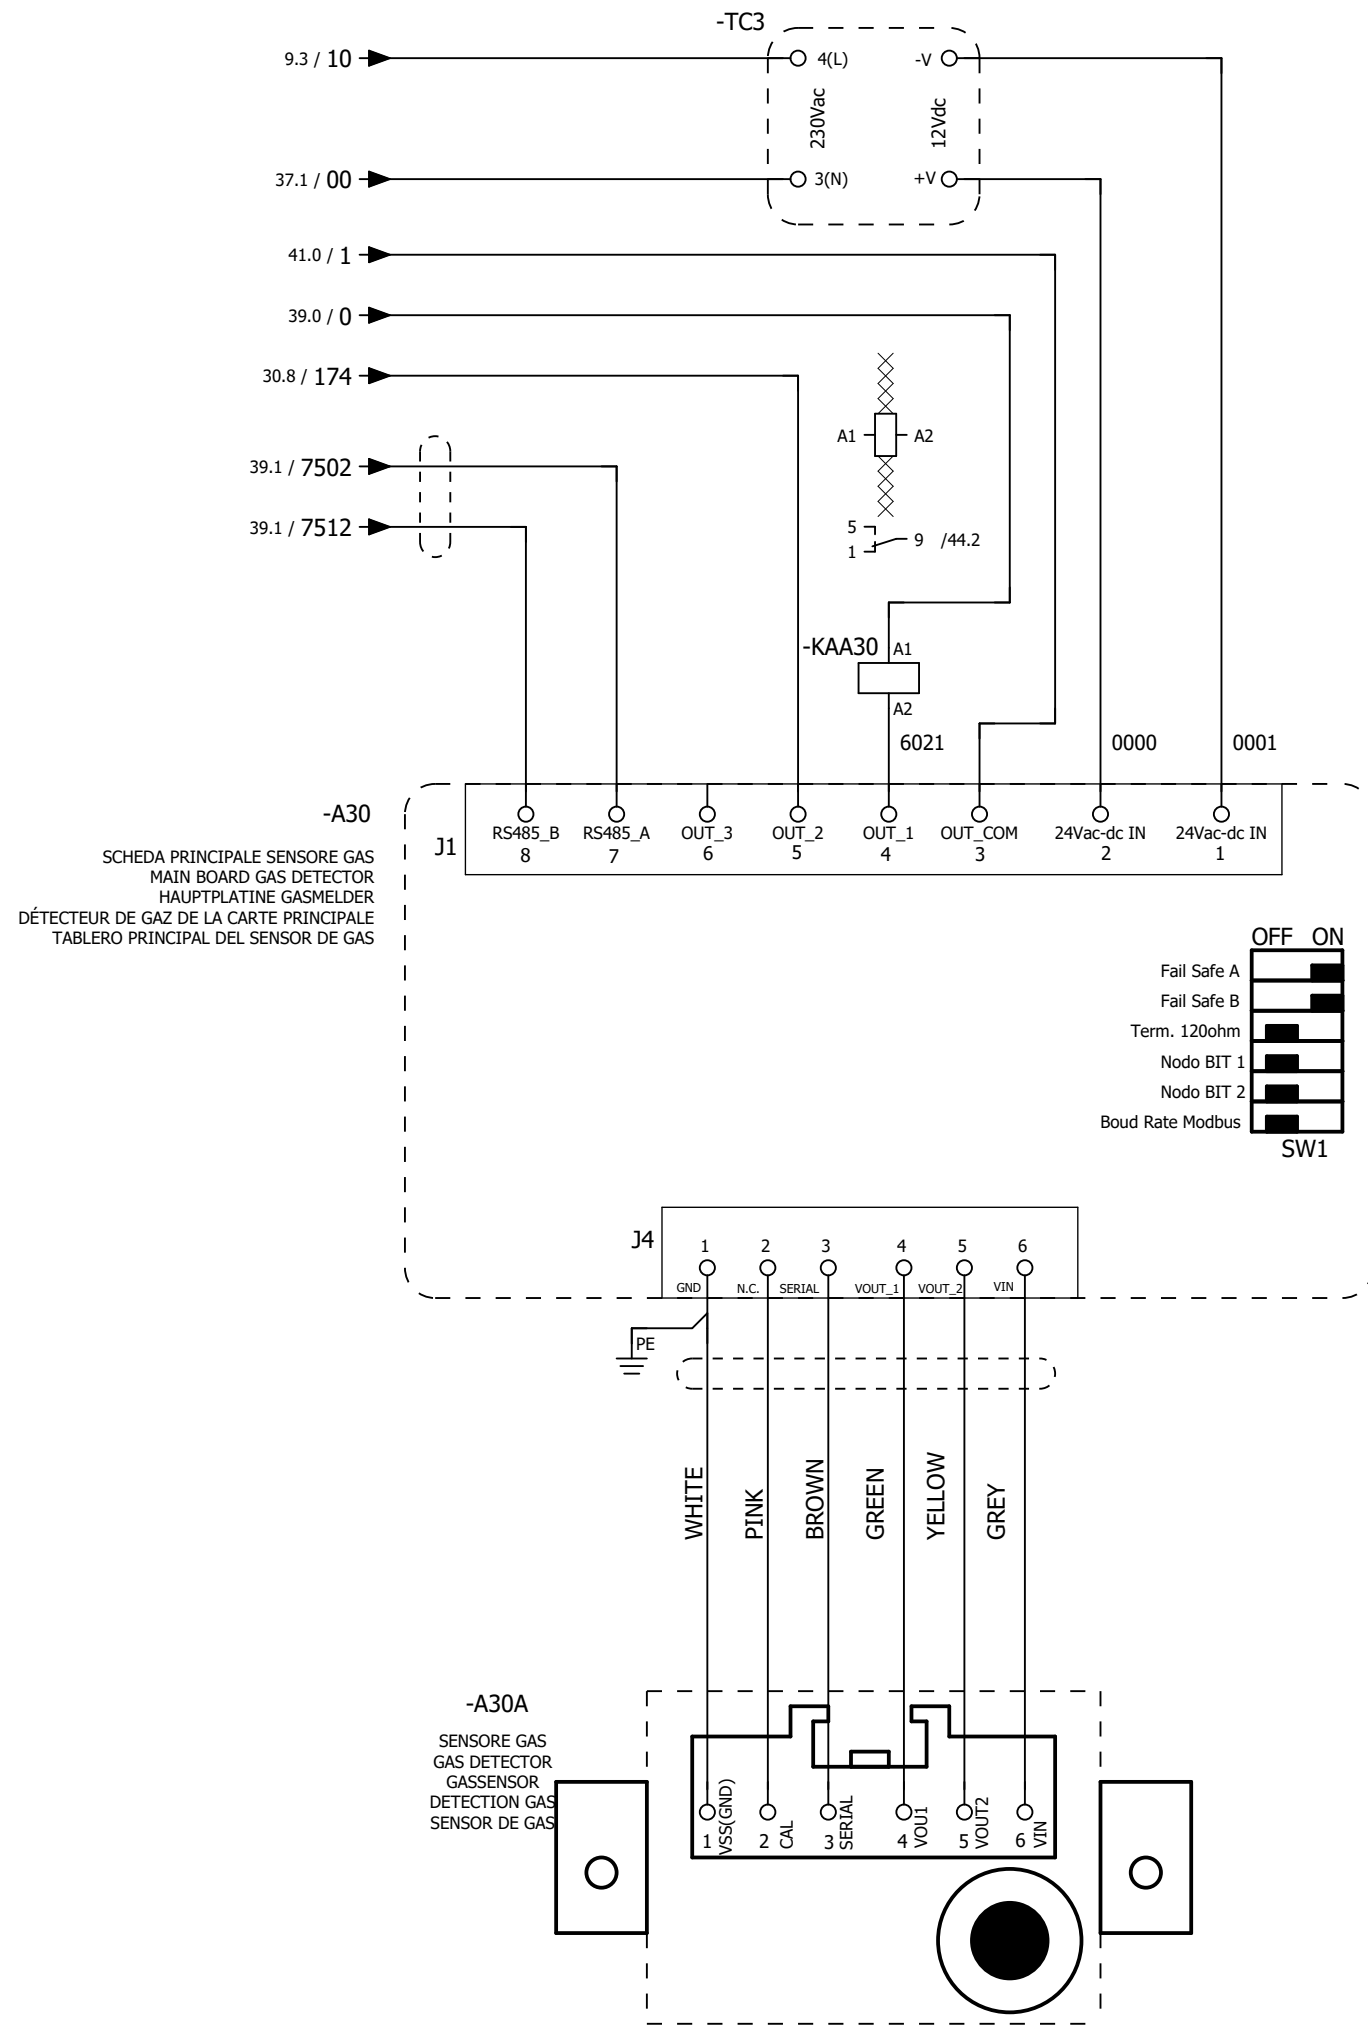 -TC3
9.3 / 10
4(L)
-V
230Vac
12Vdc
37.1 / 00
3(N)
+V
41.0 / 1
39.0 / 0
30.8 / 174
A1
A2
39.1 / 7502
39.1 / 7512
5
1
9 /44.2
-KAA30
A1
A2
6021
0000
0001
-A30
SCHEDA PRINCIPALE SENSORE GAS
MAIN BOARD GAS DETECTOR
HAUPTPLATINE GASMELDER
DÉTECTEUR DE GAZ DE LA CARTE PRINCIPALE
TABLERO PRINCIPAL DEL SENSOR DE GAS
J1
RS485_B
8
RS485_A
7
OUT_3
6
OUT_2
5
OUT_1
4
OUT_COM
3
24Vac-dc IN
2
24Vac-dc IN
1
OFF ON
Fail Safe A
Fail Safe B
Term. 120ohm
Nodo BIT 1
Nodo BIT 2
Boud Rate Modbus
SW1
J4
1
2
3
4
5
6
GND
N.C.
SERIAL
VOUT_1
VOUT_2
VIN
PE
WHITE
PINK
BROWN
GREEN
YELLOW
GREY
-A30A
SENSORE GAS
GAS DETECTOR
GASSENSOR
DETECTION GAS
SENSOR DE GAS
1 VSS(GND)
2 CAL
3 SERIAL
4 VOU1
5 VOUT2
6 VIN